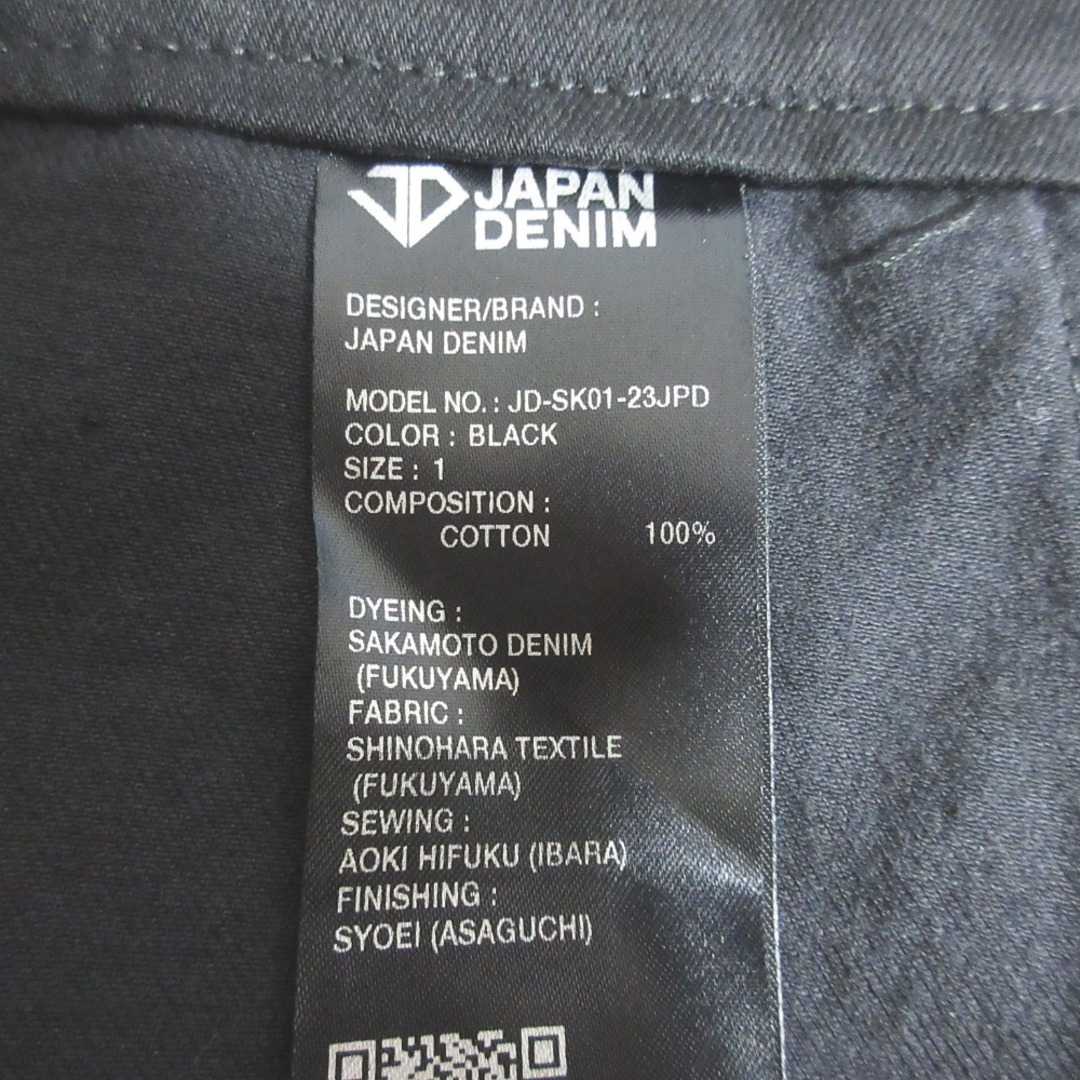 JD JAPAN
DENIM
DESIGNER/BRAND :
JAPAN DENIM
MODEL NO. : JD-SK01-23JPD
COLOR : BLACK
SIZE : 1
COMPOSITION :
COTTON 100%
DYEING :
SAKAMOTO DENIM
(FUKUYAMA)
FABRIC :
SHINOHARA TEXTILE
(FUKUYAMA)
SEWING :
AOKI HIFUKU (IBARA)
FINISHING :
SYOEI (ASAGUCHI)